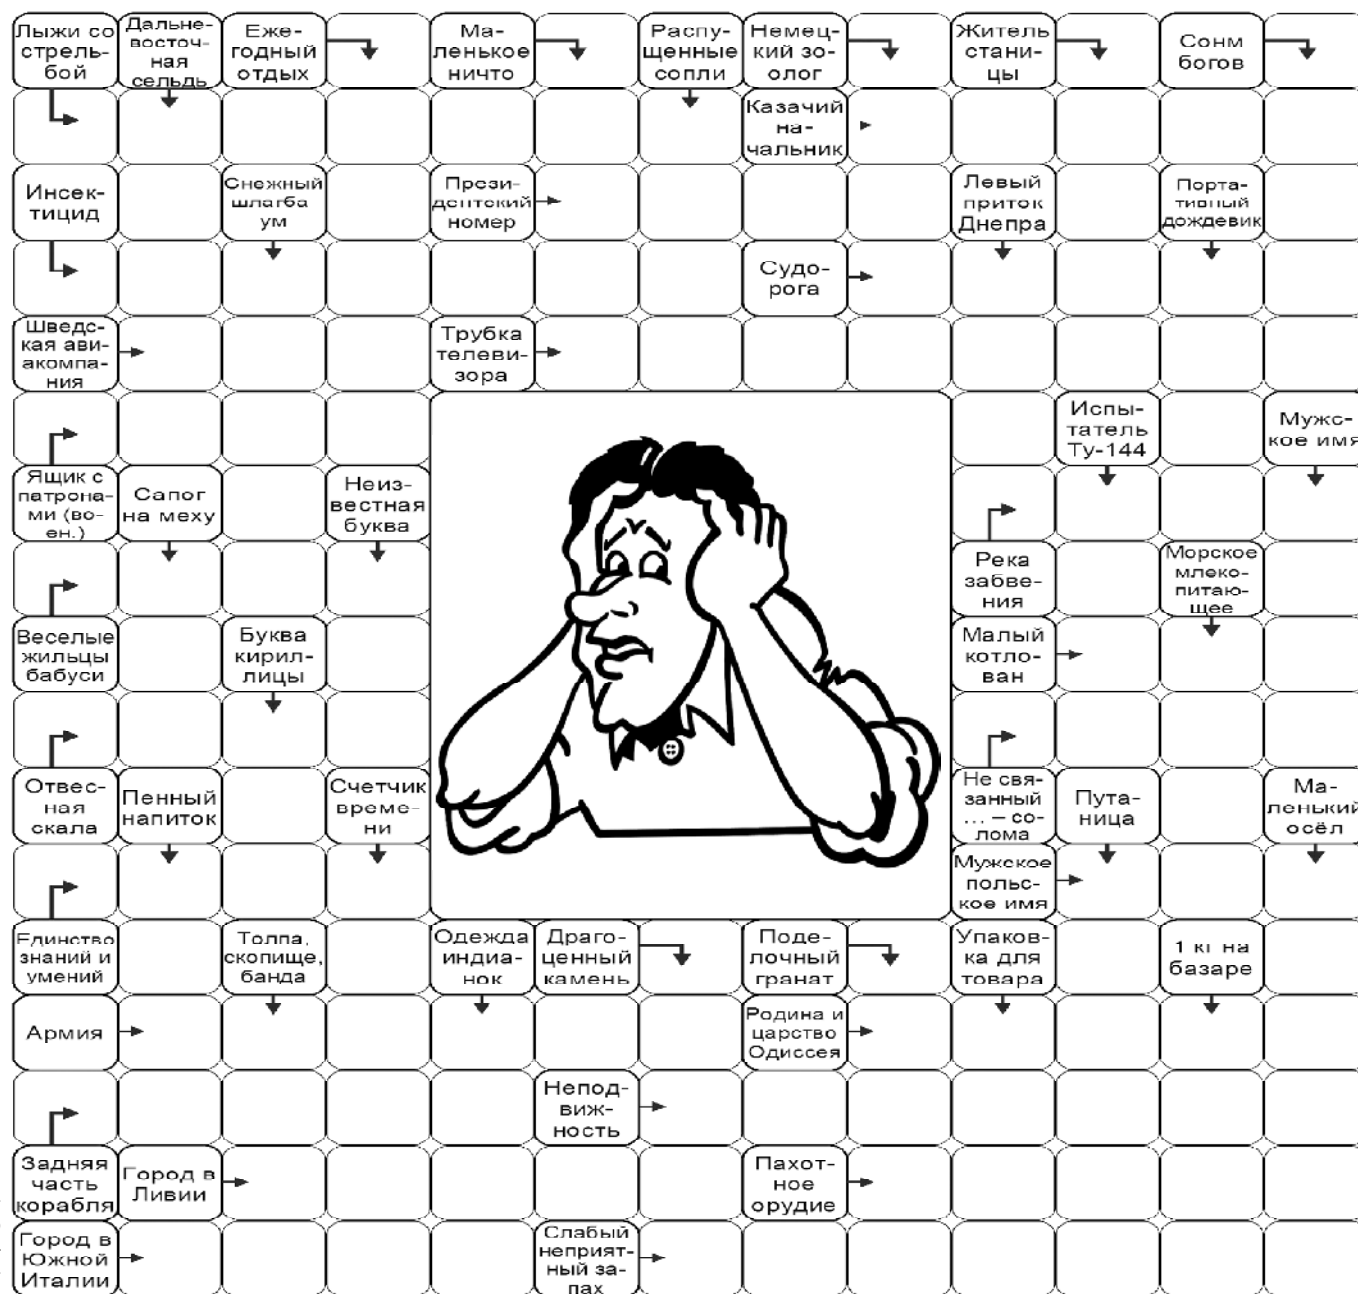 Лыжи со
стрель-
бой
Дальне-
восточ-
ная
сельдь
Еже-
годный
отдых
Ма-
ленькое
ничто
Распу-
щенные
сопли
Немец-
кий зо-
олог
Житель
стани-
цы
Сонм
богов
Казачий
на-
чальник
Инсек-
тицид
Снежный
шлагба
ум
Прези-
дентский
номер
Левый
приток
Днепра
Порта-
тивный
дождевик
Судо-
рога
Шведс-
кая ави-
акомпа-
ния
Трубка
телеви-
зора
Испы-
татель
Ту-144
Мужс-
кое имя
Ящик с
патрона-
ми (во-
ен.)
Сапог
на меху
Неиз-
вестная
буква
Река
забве-
ния
Морское
млеко-
питаю-
щее
Веселые
жильцы
бабуси
Буква
кирил-
лицы
Малый
котло-
ван
Отвес-
ная
скала
Пенный
напиток
Счетчик
време-
ни
Не свя-
занный
... – со-
лома
Пута-
ница
Ма-
ленький
осёл
Мужское
польс-
кое имя
Единство
знаний и
умений
Толпа,
скопище,
банда
Одежда
индиа-
нок
Драго-
ценный
камень
Поде-
лочный
гранат
Упаков-
ка для
товара
1 кг на
базаре
Армия
Родина и
царство
Одиссея
Непод-
виж-
ность
Задняя
часть
корабля
Город в
Ливии
Пахот-
ное
орудие
Город в
Южной
Италии
Слабый
неприят-
ный за-
пах